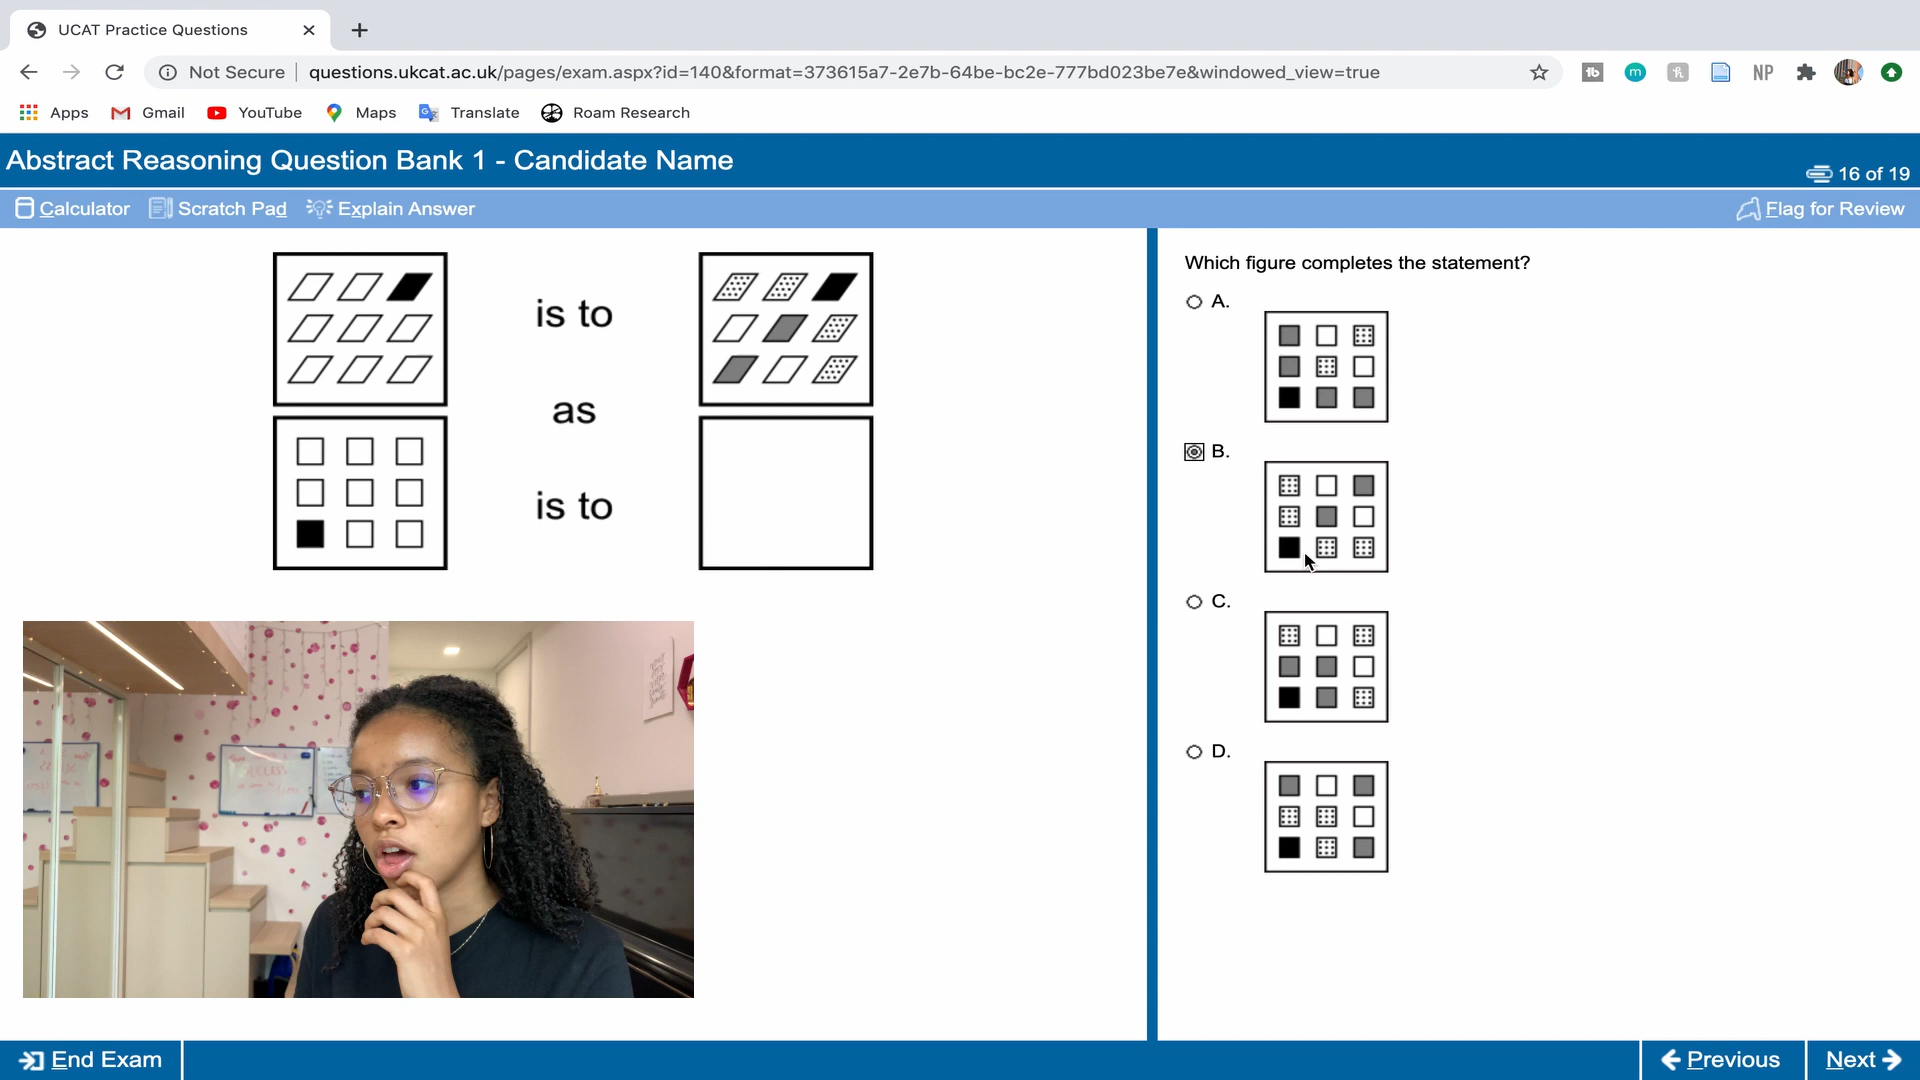 UCAT Practice Questions
Not Secure questions.ukcat.ac.uk/pages/exam.aspx?id=140&format=373615a7-2e7b-64be-bc2e-777bd023be7e&windowed_view=true
NP
Apps Gmail YouTube Maps Translate Roam Research
Abstract Reasoning Question Bank 1 - Candidate Name
16 of 19
Calculator Scratch Pad Explain Answer Flag for Review
is to
as
is to
Which figure completes the statement?
A.
B.
C.
D.
SUCCESS
End Exam Previous Next